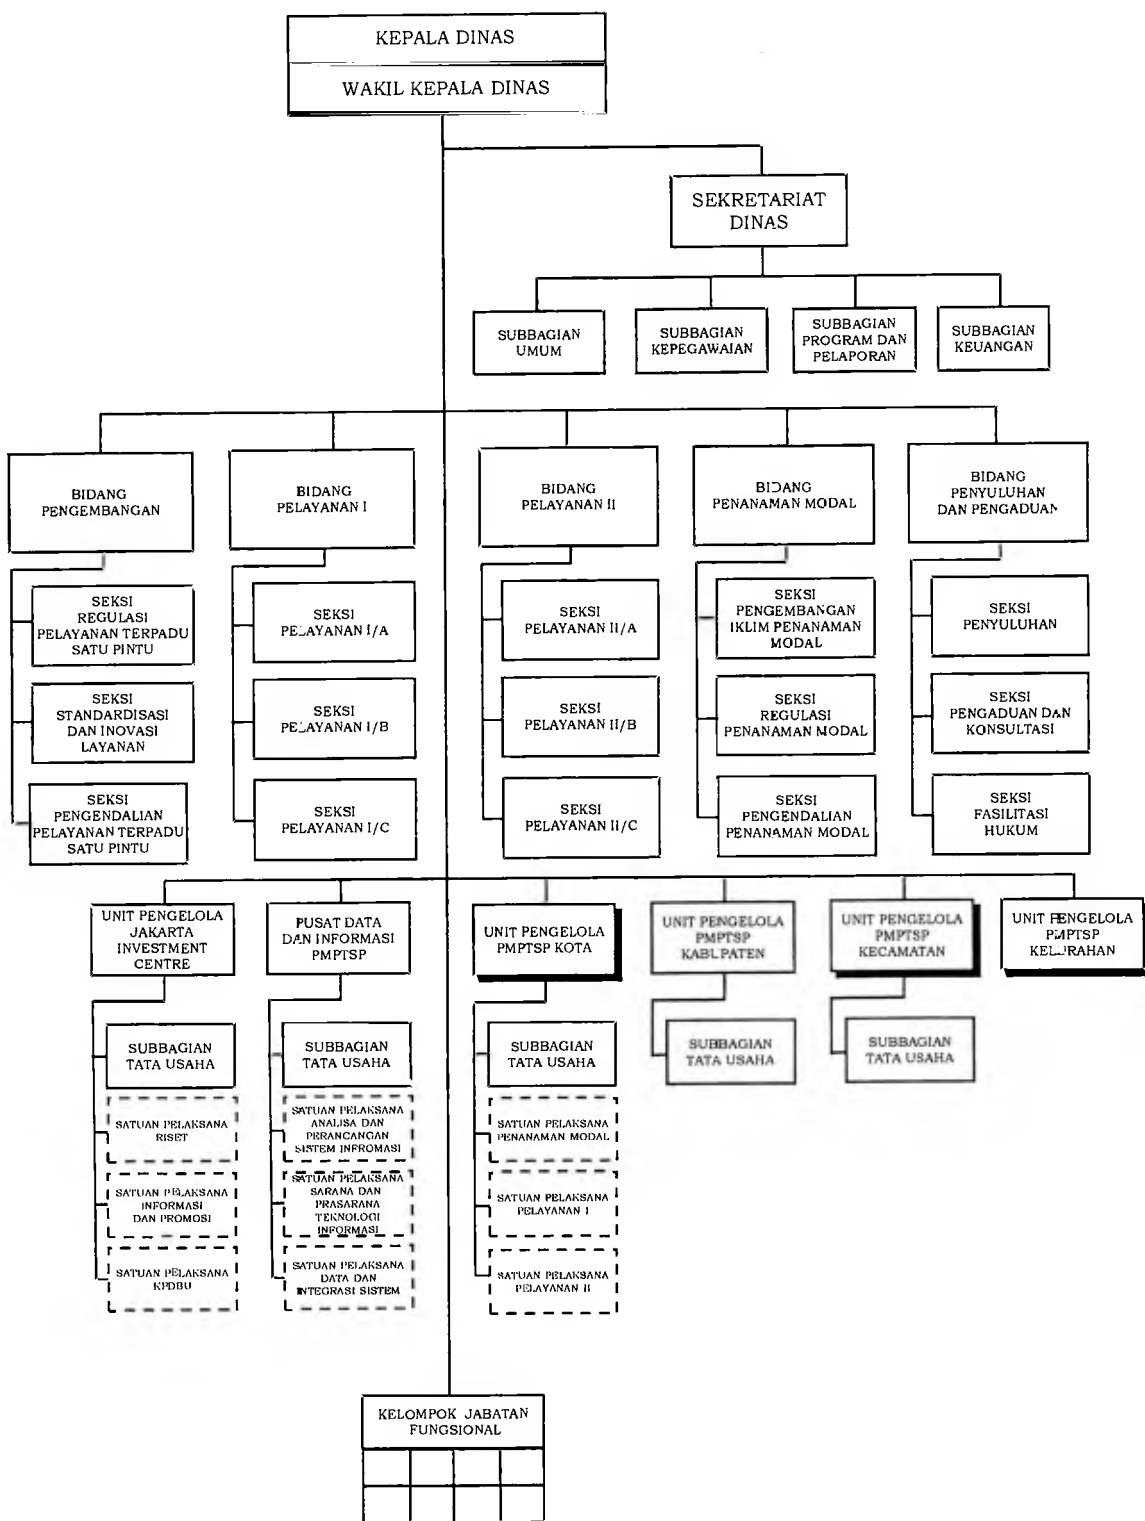 KEPALA DINAS
WAKIL KEPALA DINAS
SEKRETARIAT
DINAS
SUBBAGIAN
UMUM
SUBBAGIAN
KEPEGAWAIAN
SUBBAGIAN
PROGRAM DAN
PELAPORAN
SUBBAGIAN
KEUANGAN
BIDANG
PENGEMBANGAN
BIDANG
PELAYANAN I
BIDANG
PELAYANAN II
BIDANG
PENANAMAN MODAL
BIDANG
PENYULUHAN
DAN PENGADUAN
SEKSI
REGULASI
PELAYANAN TERPADU
SATU PINTU
SEKSI
PELAYANAN I/A
SEKSI
PELAYANAN II/A
SEKSI
PENGEMBANGAN
IKLIM PENANAMAN
MODAL
SEKSI
PENYULUHAN
SEKSI
STANDARDISASI
DAN INOVASI
LAYANAN
SEKSI
PELAYANAN I/B
SEKSI
PELAYANAN II/B
SEKSI
REGULASI
PENANAMAN MODAL
SEKSI
PENGADUAN DAN
KONSULTASI
SEKSI
PENGENDALIAN
PELAYANAN TERPADU
SATU PINTU
SEKSI
PELAYANAN I/C
SEKSI
PELAYANAN II/C
SEKSI
PENGENDALIAN
PENANAMAN MODAL
SEKSI
FASILITASI
HUKUM
UNIT PENGELOLA
JAKARTA
INVESTMENT
CENTRE
PUSAT DATA
DAN INFORMASI
PMPTSP
UNIT PENGELOLA
PMPTSP KOTA
UNIT PENGELOLA
PMPTSP
KABUPATEN
UNIT PENGELOLA
PMPTSP
KECAMATAN
UNIT PENGELOLA
PMPTSP
KELURAHAN
SUBBAGIAN
TATA USAHA
SUBBAGIAN
TATA USAHA
SUBBAGIAN
TATA USAHA
SUBBAGIAN
TATA USAHA
SUBBAGIAN
TATA USAHA
SATUAN PELAKSANA
RISET
SATUAN PELAKSANA
ANALISA DAN
PERANCANGAN
SISTEM INFROMASI
SATUAN PELAKSANA
PENANAMAN MODAL
SATUAN PELAKSANA
INFORMASI
DAN PROMOSI
SATUAN PELAKSANA
SARANA DAN
PRASARANA
TEKNOLOGI
INFORMASI
SATUAN PELAKSANA
PELAYANAN I
SATUAN PELAKSANA
KPDBU
SATUAN PELAKSANA
DATA DAN
INTEGRASI SISTEM
SATUAN PELAKSANA
PELAYANAN II
KELOMPOK JABATAN
FUNGSIONAL